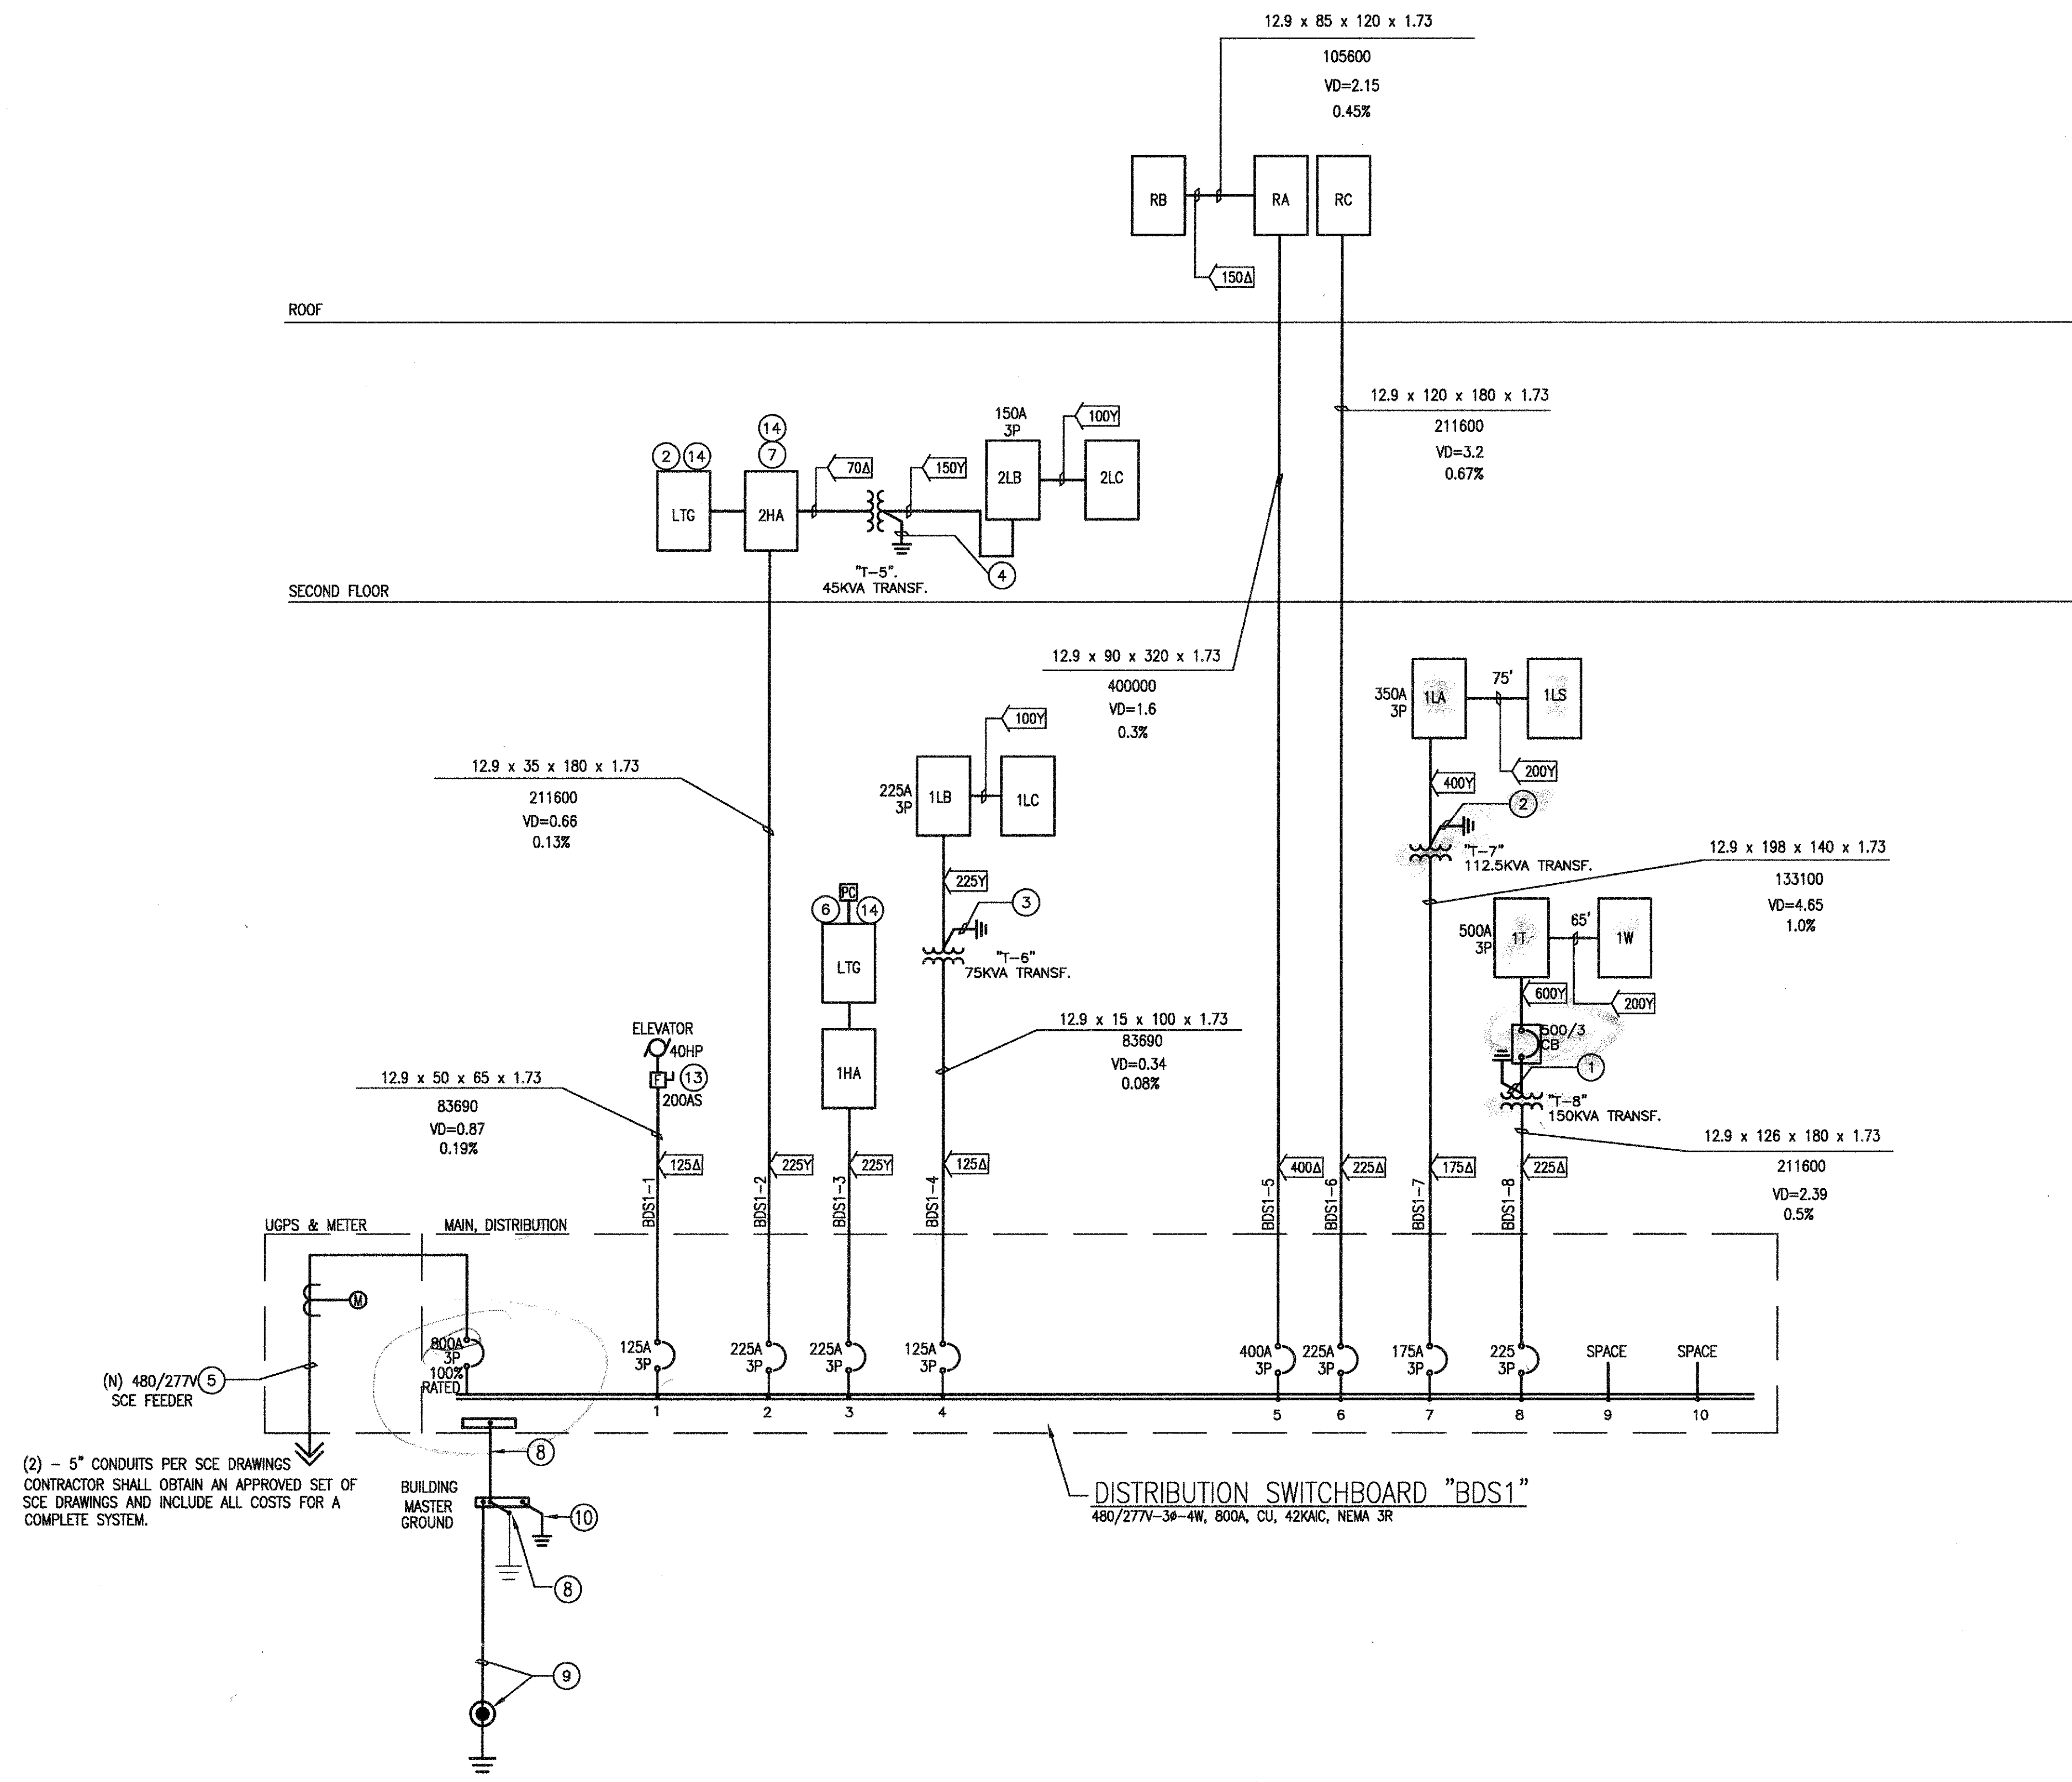 12.9 x 85 x 120 x 1.73
105600
VD=2.15
0.45%
RB
RA
RC
150Δ
ROOF
12.9 x 120 x 180 x 1.73
211600
VD=3.2
0.67%
14
2
14
7
70Δ
150Y
150A
3P
100Y
LTG
2HA
2LB
2LC
"T-5".
45KVA TRANSF.
4
SECOND FLOOR
12.9 x 90 x 320 x 1.73
400000
VD=1.6
0.3%
350A
3P
1LA
75'
1LS
200Y
400Y
2
"T-7"
112.5KVA TRANSF.
12.9 x 198 x 140 x 1.73
133100
VD=4.65
1.0%
12.9 x 35 x 180 x 1.73
211600
VD=0.66
0.13%
100Y
225A
3P
1LB
1LC
225Y
3
"T-6"
75KVA TRANSF.
PC
6
14
LTG
1HA
500A
3P
1T
65'
1W
600Y
200Y
500/3
CB
1
"T-8"
150KVA TRANSF.
12.9 x 15 x 100 x 1.73
83690
VD=0.34
0.08%
ELEVATOR
40HP
F
13
200AS
12.9 x 50 x 65 x 1.73
83690
VD=0.87
0.19%
12.9 x 126 x 180 x 1.73
211600
VD=2.39
0.5%
125Δ
225Y
225Y
125Δ
400Δ
225Δ
175Δ
225Δ
BDS1-1
BDS1-2
BDS1-3
BDS1-4
BDS1-5
BDS1-6
BDS1-7
BDS1-8
UGPS & METER
MAIN, DISTRIBUTION
M
800A
3P
100%
RATED
125A
3P
225A
3P
225A
3P
125A
3P
400A
3P
225A
3P
175A
3P
225
3P
SPACE
SPACE
(N) 480/277V
SCE FEEDER
5
1
2
3
4
5
6
7
8
9
10
8
(2) - 5" CONDUITS PER SCE DRAWINGS
CONTRACTOR SHALL OBTAIN AN APPROVED SET OF
SCE DRAWINGS AND INCLUDE ALL COSTS FOR A
COMPLETE SYSTEM.
BUILDING
MASTER
GROUND
10
8
9
DISTRIBUTION SWITCHBOARD "BDS1"
480/277V-3ø-4W, 800A, CU, 42KAIC, NEMA 3R